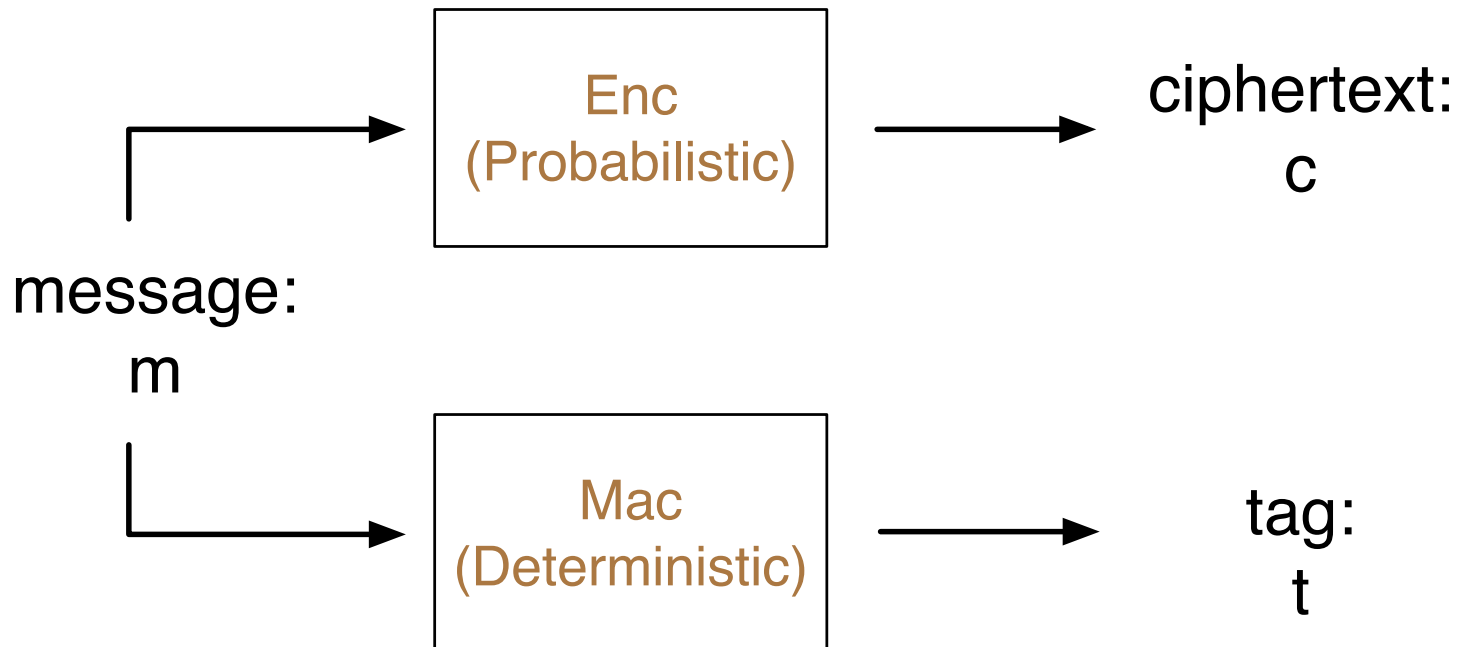 Enc
(Probabilistic)
ciphertext:
c
message:
m
Mac
(Deterministic)
tag:
t